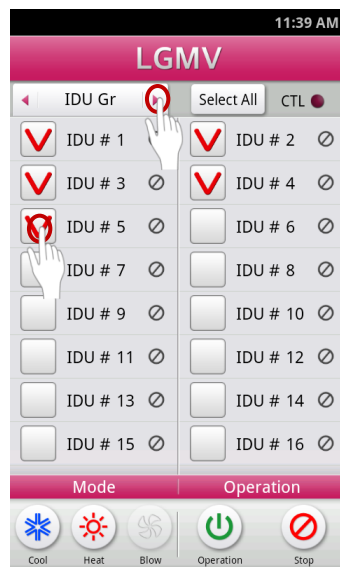 11:39 AM
LGMV
IDU Gr Select All CTL
IDU # 1 IDU # 2
IDU # 3 IDU # 4
IDU # 5 IDU # 6
IDU # 7 IDU # 8
IDU # 9 IDU # 10
IDU # 11 IDU # 12
IDU # 13 IDU # 14
IDU # 15 IDU # 16
Mode Operation
Cool Heat Blow Operation Stop